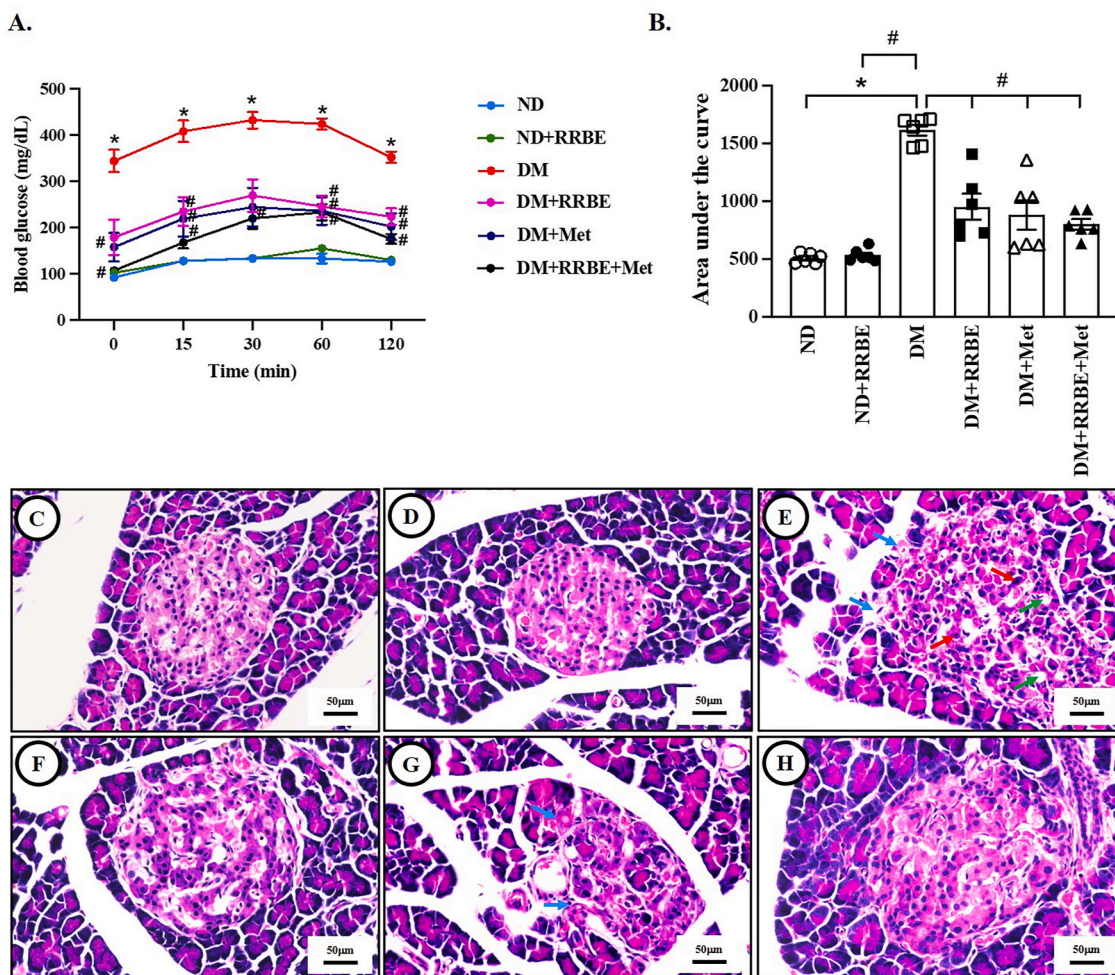 A.
Blood glucose (mg/dL)
500
400
300
200
100
0
* * * * *
# # # # # # # # # # # #
0 15 30 60 120
Time (min)
ND
ND+RRBE
DM
DM+RRBE
DM+Met
DM+RRBE+Met
B.
Area under the curve
2000
1500
1000
500
0
#
* #
ND
ND+RRBE
DM
DM+RRBE
DM+Met
DM+RRBE+Met
C
50µm
D
50µm
E
50µm
F
50µm
G
50µm
H
50µm